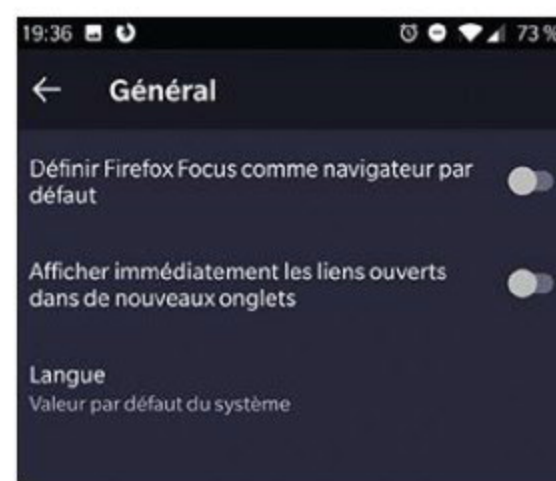 19:36 73 %
Général
Définir Firefox Focus comme navigateur par
défaut
Afficher immédiatement les liens ouverts
dans de nouveaux onglets
Langue
Valeur par défaut du système